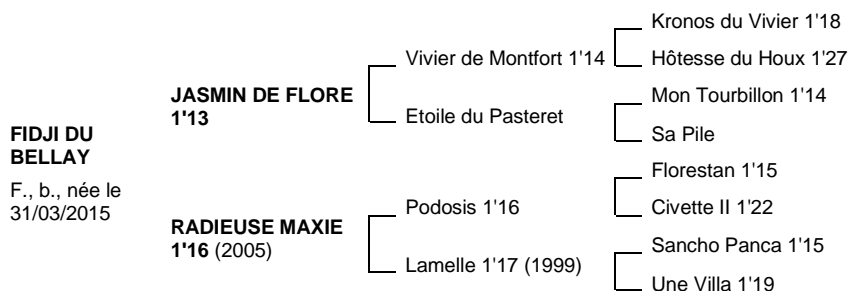 FIDJI DU
BELLAY
F., b., née le
31/03/2015
JASMIN DE FLORE
1'13
RADIEUSE MAXIE
1'16 (2005)
Vivier de Montfort 1'14
Etoile du Pasteret
Podosis 1'16
Lamelle 1'17 (1999)
Kronos du Vivier 1'18
Hôtesse du Houx 1'27
Mon Tourbillon 1'14
Sa Pile
Florestan 1'15
Civette II 1'22
Sancho Panca 1'15
Une Villa 1'19